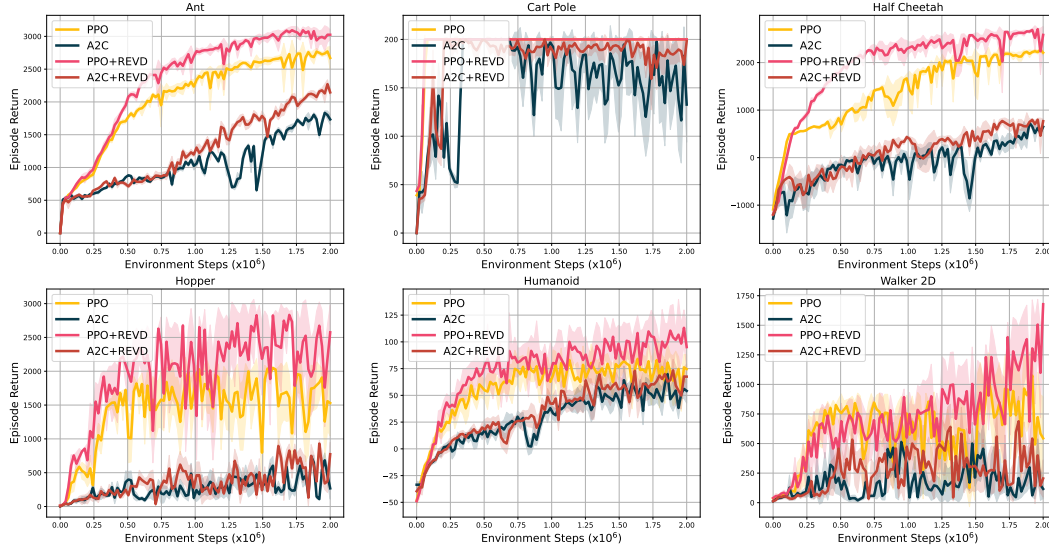 Ant
Episode Return
3000
2500
2000
1500
1000
500
0
PPO
A2C
PPO+REVD
A2C+REVD
0.00 0.25 0.50 0.75 1.00 1.25 1.50 1.75 2.00
Environment Steps (x10⁶)
Cart Pole
Episode Return
200
150
100
50
0
PPO
A2C
PPO+REVD
A2C+REVD
0.00 0.25 0.50 0.75 1.00 1.25 1.50 1.75 2.00
Environment Steps (x10⁶)
Half Cheetah
Episode Return
2000
1000
0
−1000
PPO
A2C
PPO+REVD
A2C+REVD
0.00 0.25 0.50 0.75 1.00 1.25 1.50 1.75 2.00
Environment Steps (x10⁶)
Hopper
Episode Return
3000
2500
2000
1500
1000
500
0
PPO
A2C
PPO+REVD
A2C+REVD
0.00 0.25 0.50 0.75 1.00 1.25 1.50 1.75 2.00
Environment Steps (x10⁶)
Humanoid
Episode Return
125
100
75
50
25
0
−25
−50
PPO
A2C
PPO+REVD
A2C+REVD
0.00 0.25 0.50 0.75 1.00 1.25 1.50 1.75 2.00
Environment Steps (x10⁶)
Walker 2D
Episode Return
1750
1500
1250
1000
750
500
250
0
PPO
A2C
PPO+REVD
A2C+REVD
0.00 0.25 0.50 0.75 1.00 1.25 1.50 1.75 2.00
Environment Steps (x10⁶)